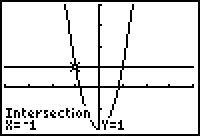 Intersection
X=-1 Y=1